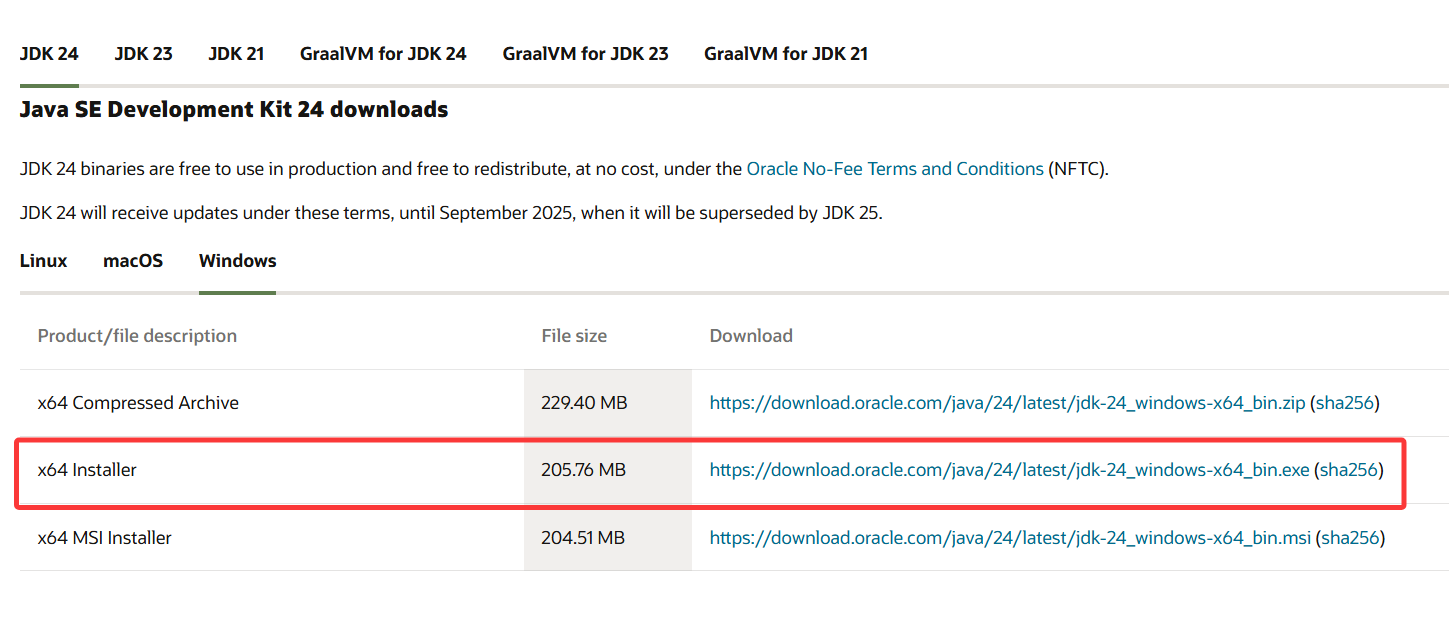 JDK 24 JDK 23 JDK 21 GraalVM for JDK 24 GraalVM for JDK 23 GraalVM for JDK 21
Java SE Development Kit 24 downloads
JDK 24 binaries are free to use in production and free to redistribute, at no cost, under the Oracle No-Fee Terms and Conditions (NFTC).
JDK 24 will receive updates under these terms, until September 2025, when it will be superseded by JDK 25.
Linux macOS Windows
Product/file description File size Download
x64 Compressed Archive 229.40 MB https://download.oracle.com/java/24/latest/jdk-24_windows-x64_bin.zip (sha256)
x64 Installer 205.76 MB https://download.oracle.com/java/24/latest/jdk-24_windows-x64_bin.exe (sha256)
x64 MSI Installer 204.51 MB https://download.oracle.com/java/24/latest/jdk-24_windows-x64_bin.msi (sha256)